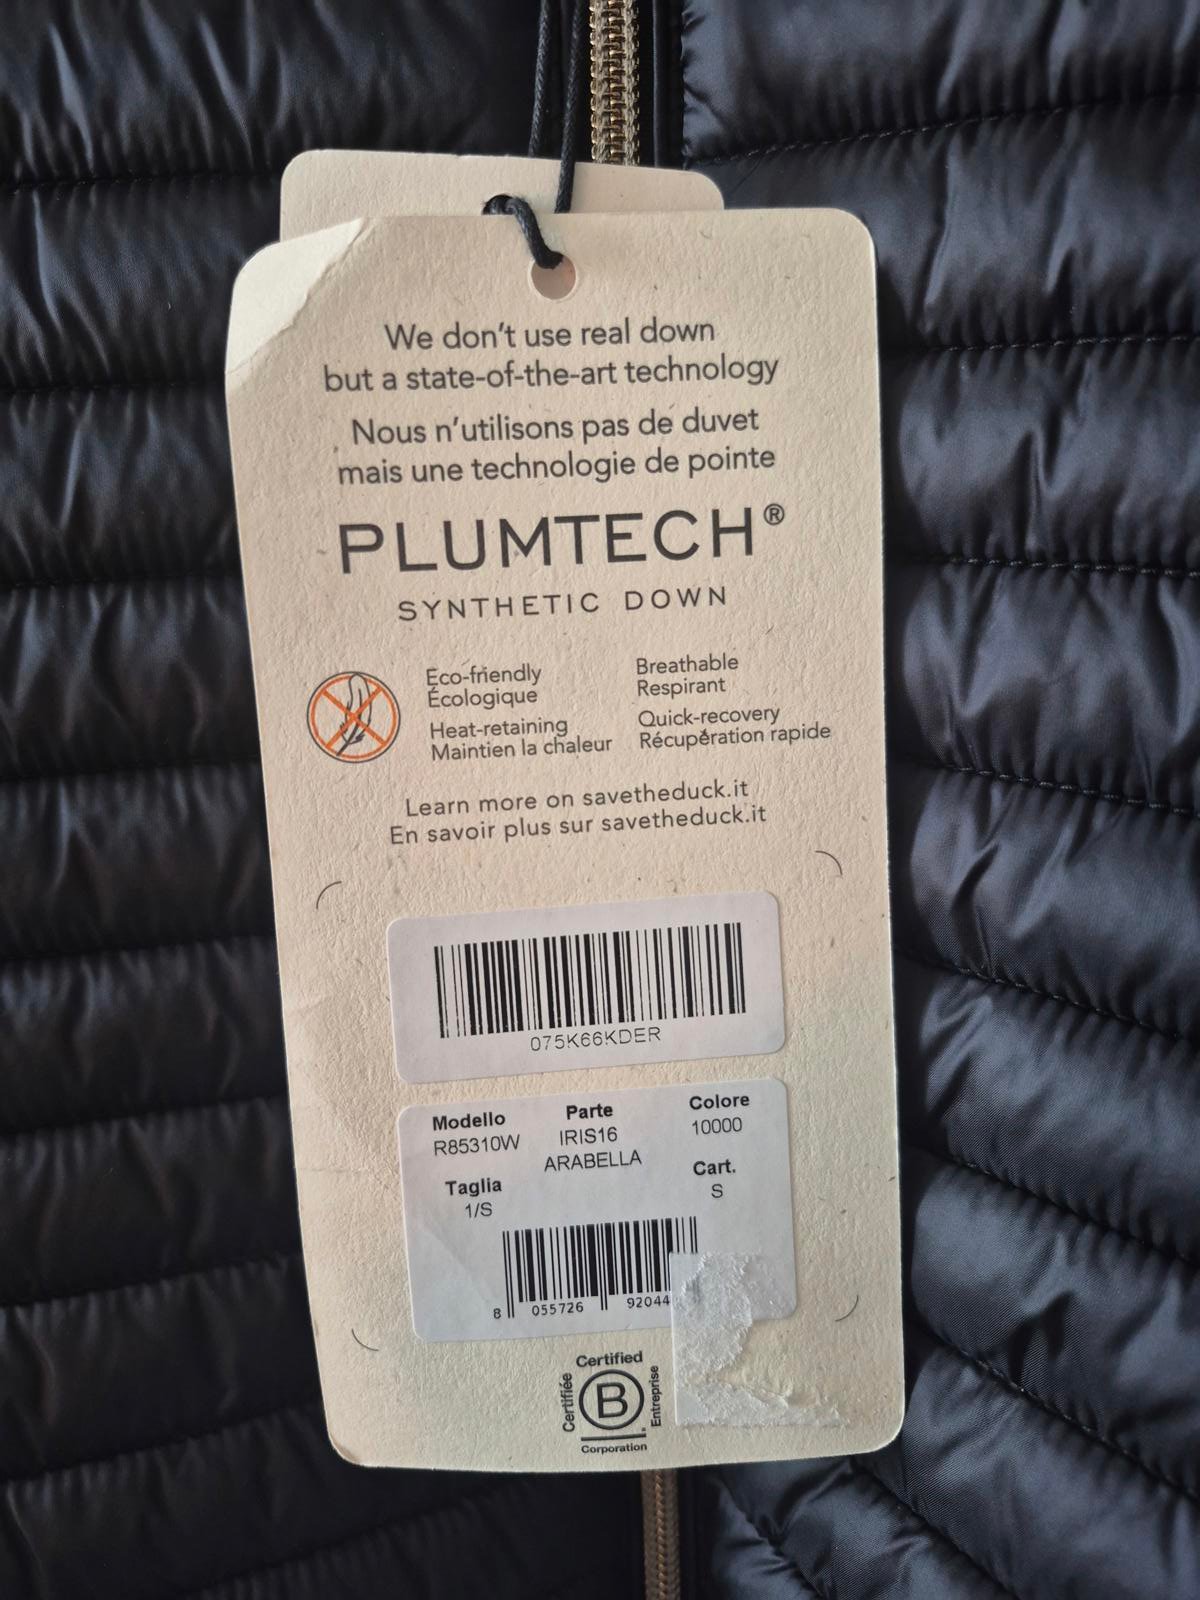 We don't use real down
but a state-of-the-art technology
Nous n'utilisons pas de duvet
mais une technologie de pointe
PLUMTECH®
SYNTHETIC DOWN
Eco-friendly
Écologique
Heat-retaining
Maintien la chaleur
Breathable
Respirant
Quick-recovery
Récupération rapide
Learn more on savetheduck.it
En savoir plus sur savetheduck.it
075K66KDER
Modello Parte Colore
R85310W IRIS16 10000
ARABELLA
Taglia Cart.
1/S S
8 055726 92044
Certified
Certifiée
B
Entreprise
Corporation